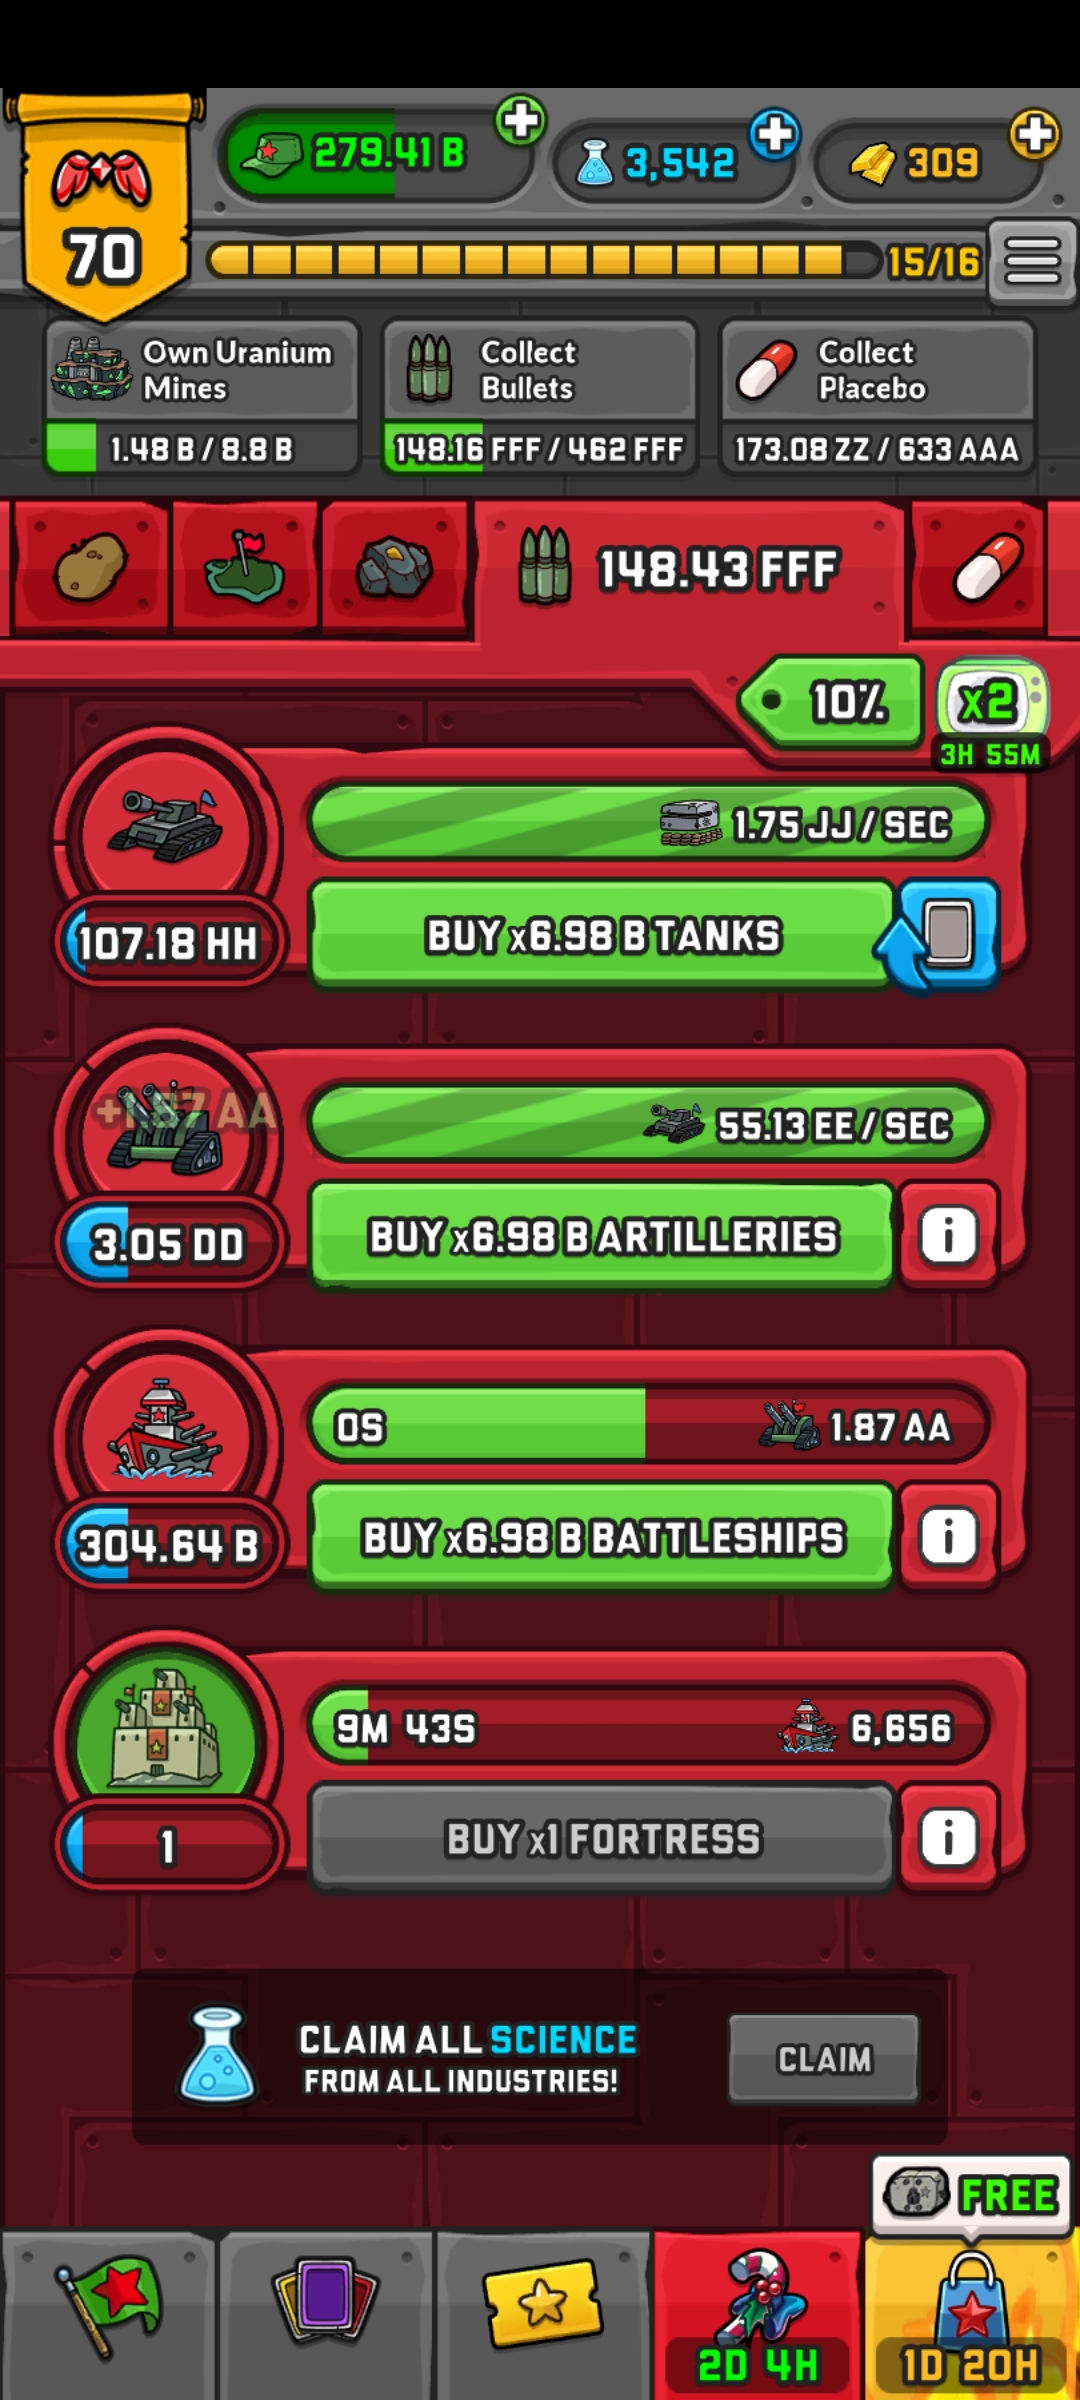 279.41 B
3,542
309
70
15/16
Own Uranium
Mines
1.48 B / 8.8 B
Collect
Bullets
148.16 FFF / 462 FFF
Collect
Placebo
173.08 ZZ / 633 AAA
148.43 FFF
10%
x2
3H 55M
1.75 JJ / SEC
107.18 HH
BUY x6.98 B TANKS
+1.87 AA
55.13 EE / SEC
3.05 DD
BUY x6.98 B ARTILLERIES
i
0S
1.87 AA
304.64 B
BUY x6.98 B BATTLESHIPS
i
9M 43S
6,656
1
BUY x1 FORTRESS
i
CLAIM ALL SCIENCE
FROM ALL INDUSTRIES!
CLAIM
FREE
2D 4H
1D 20H